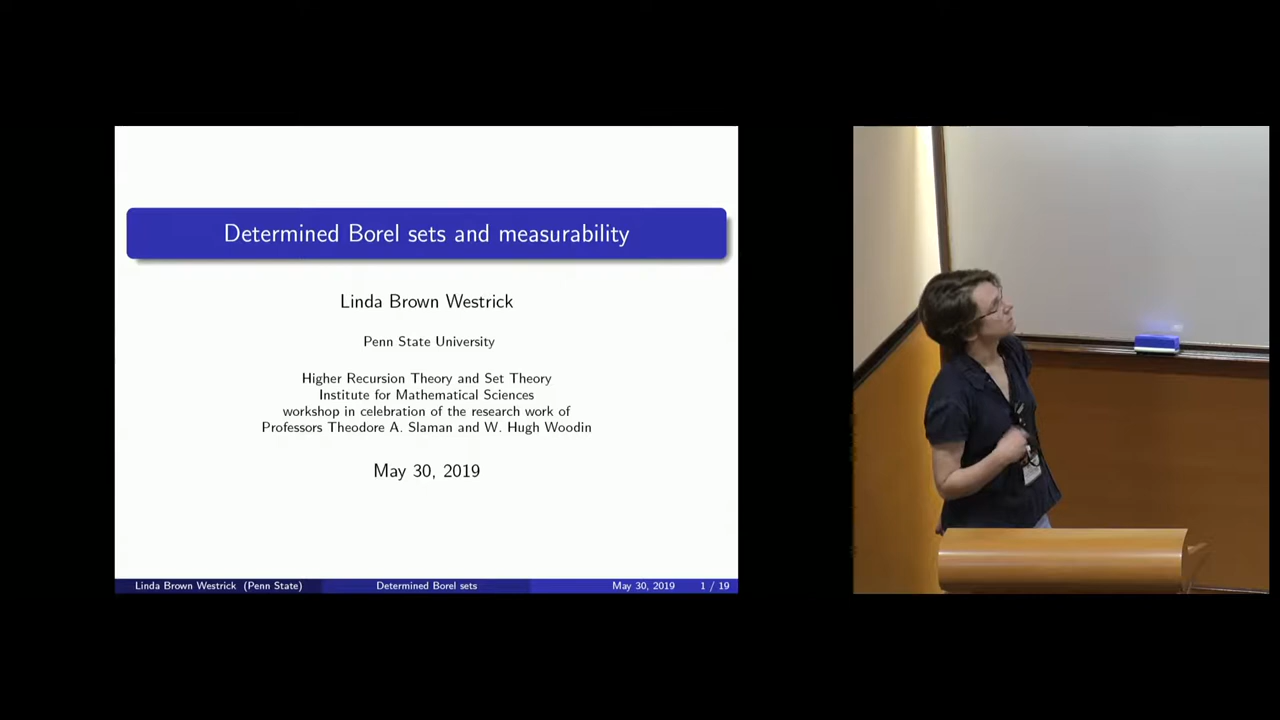 Determined Borel sets and measurability
Linda Brown Westrick
Penn State University
Higher Recursion Theory and Set Theory
Institute for Mathematical Sciences
workshop in celebration of the research work of
Professors Theodore A. Slaman and W. Hugh Woodin
May 30, 2019
Linda Brown Westrick (Penn State) Determined Borel sets May 30, 2019 1 / 19